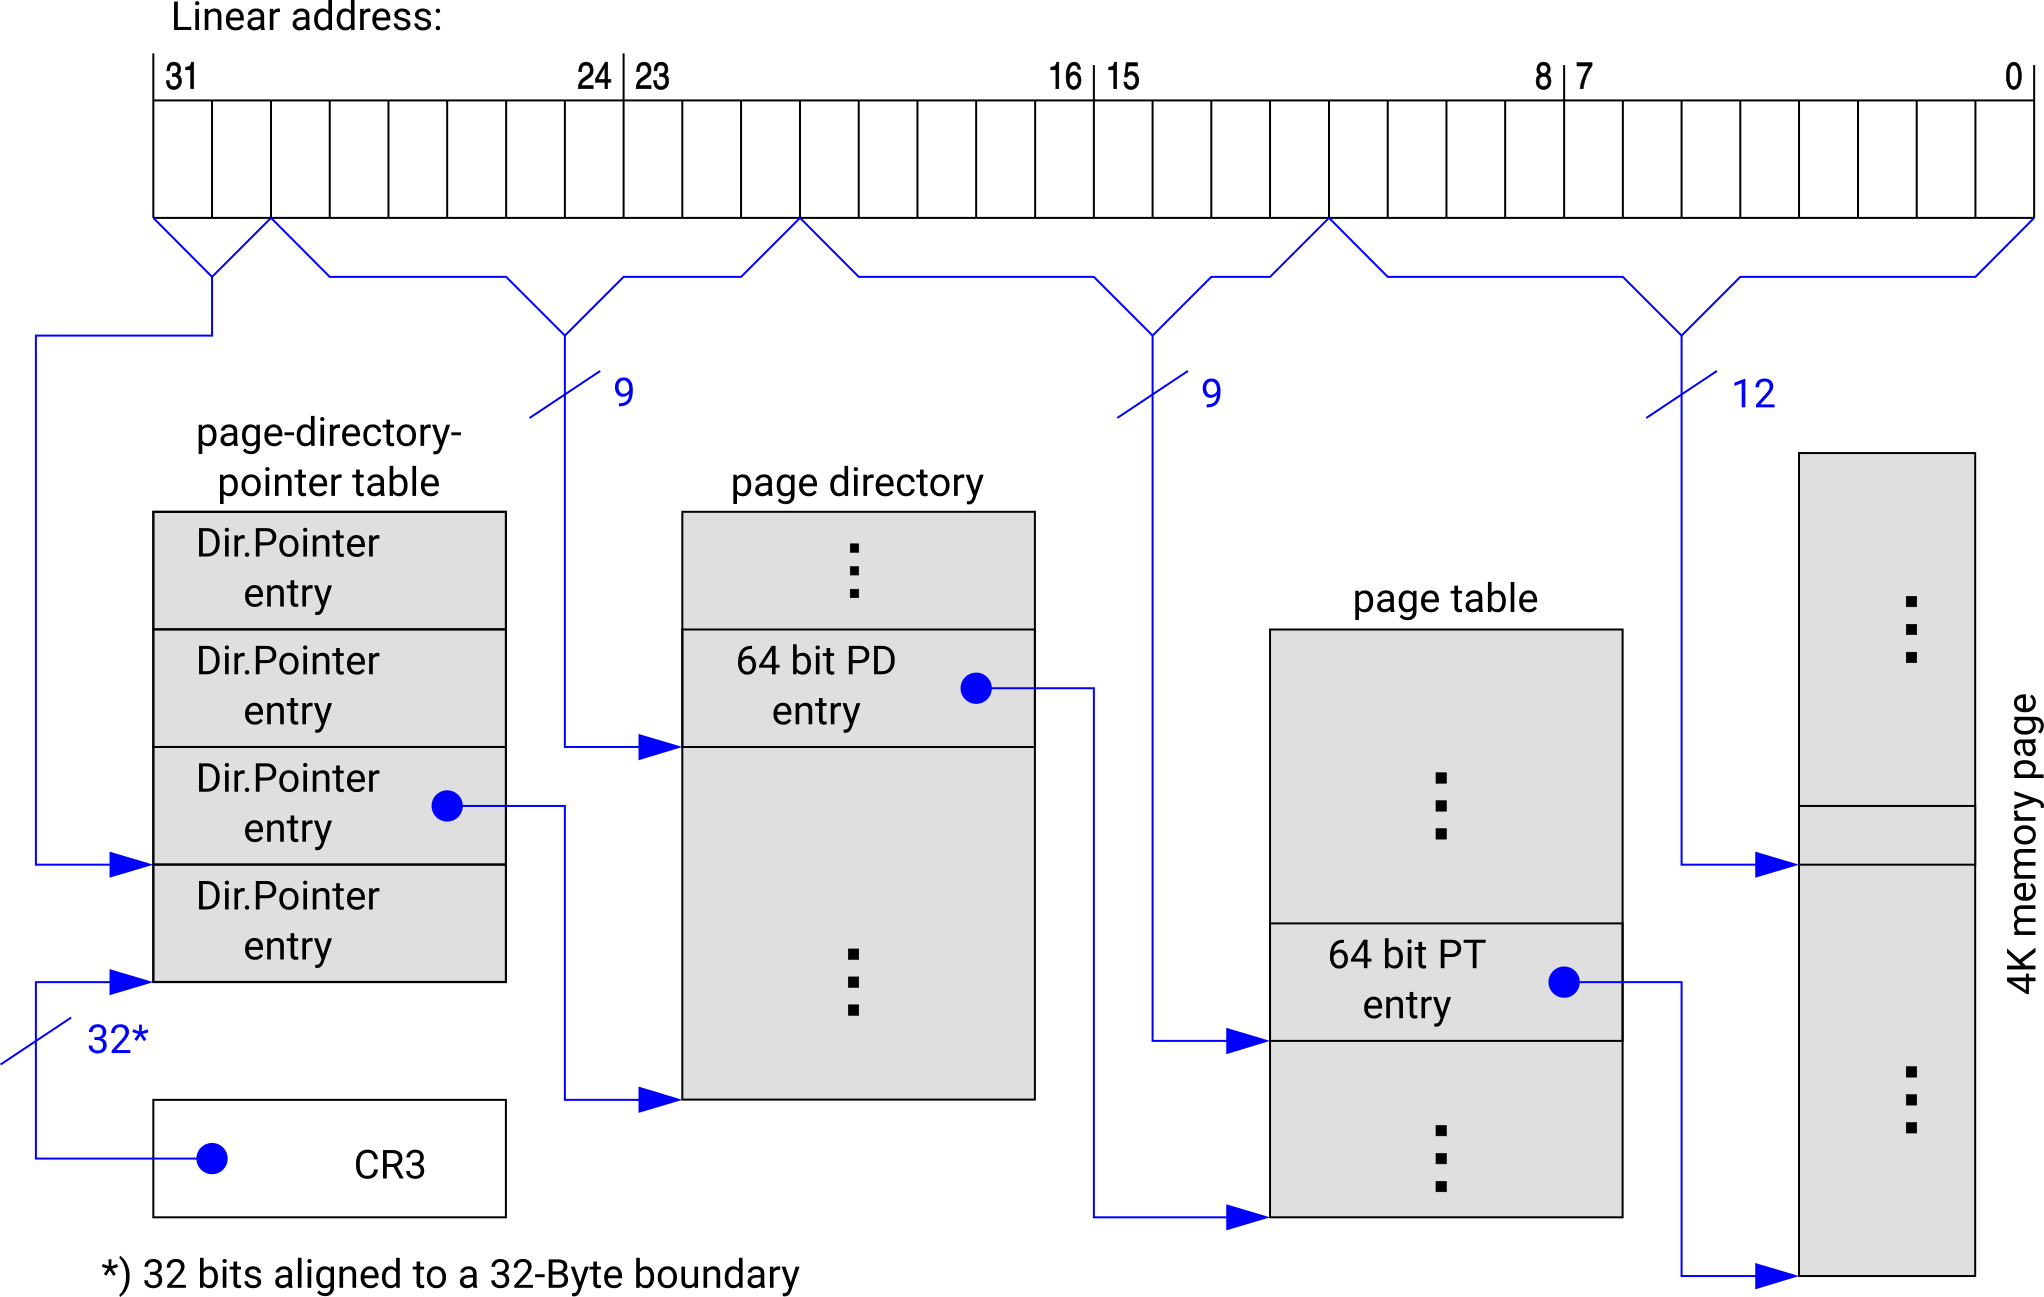 Linear address:
31 24 23 16 15 8 7 0
9 9 12
page-directory-
pointer table
Dir.Pointer
entry
Dir.Pointer
entry
Dir.Pointer
entry
Dir.Pointer
entry
page directory
64 bit PD
entry
page table
64 bit PT
entry
4K memory page
32*
CR3
*) 32 bits aligned to a 32-Byte boundary